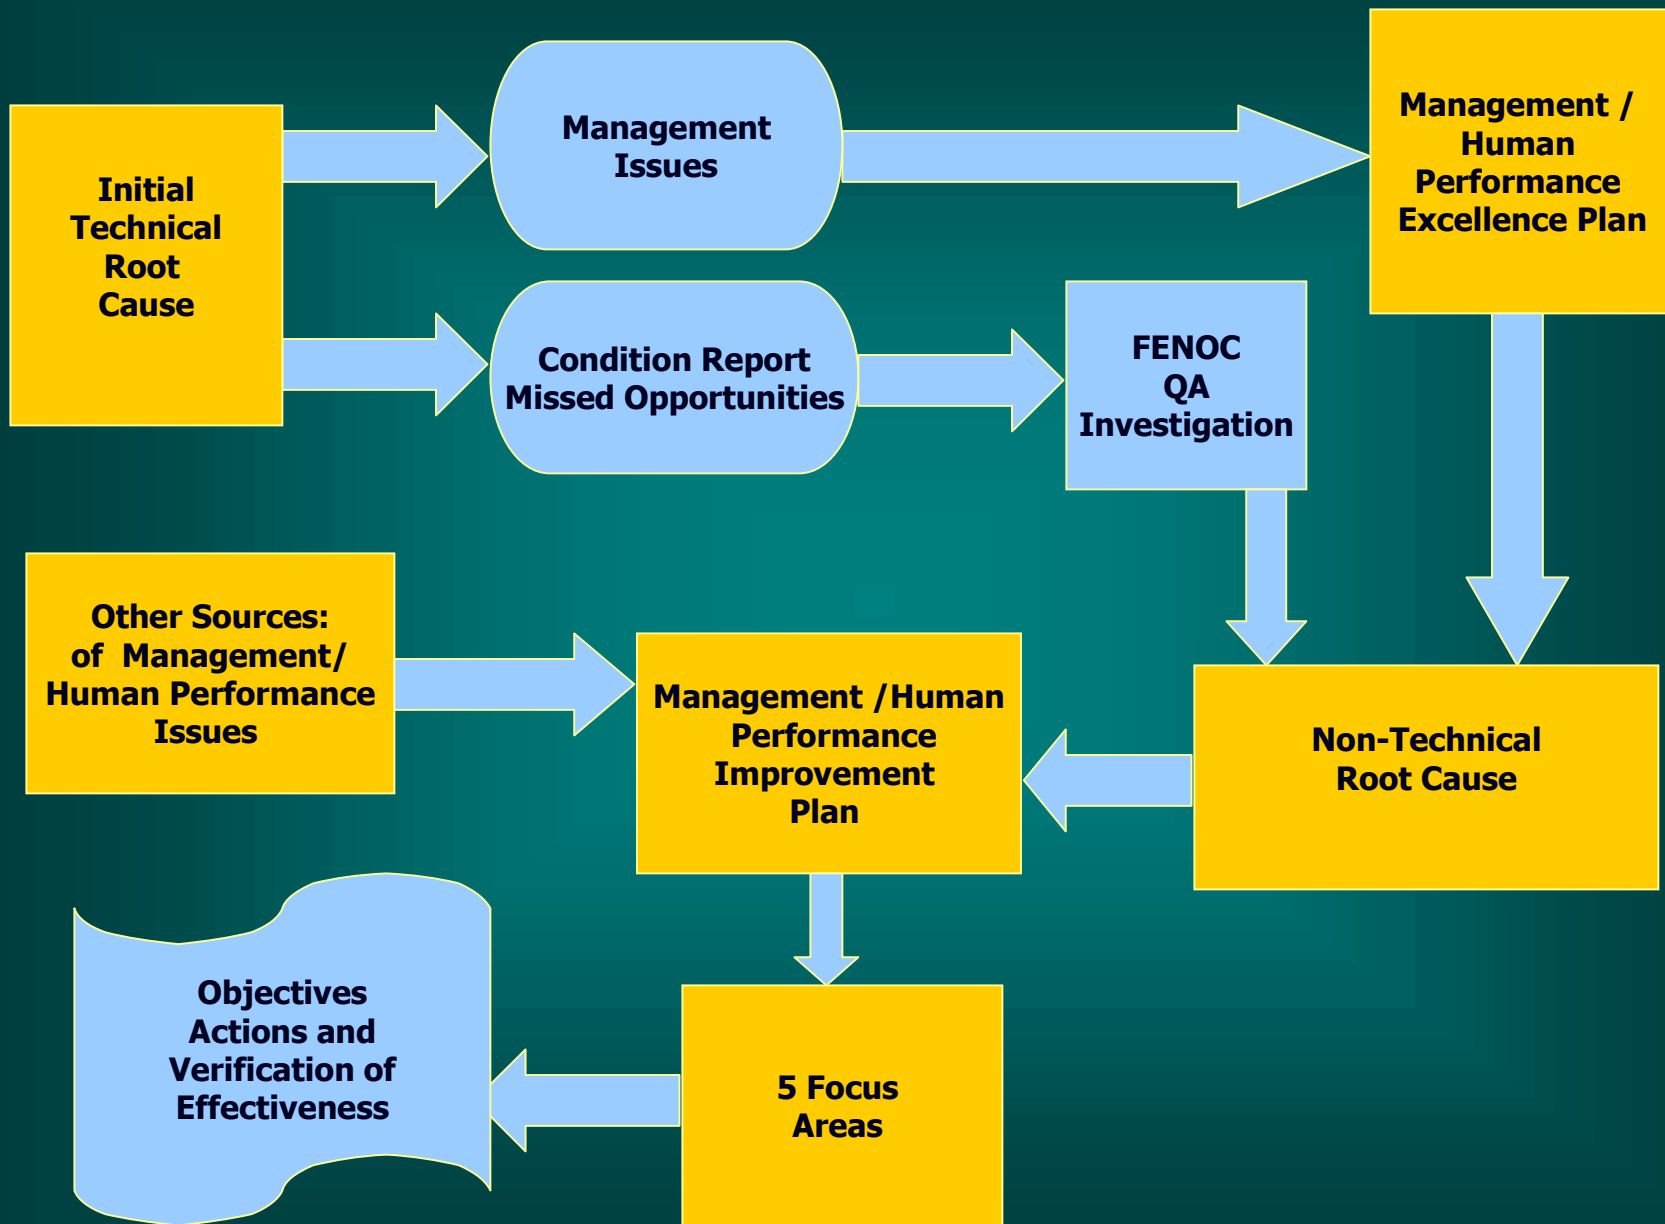 Initial
Technical
Root
Cause
Management
Issues
Management /
Human
Performance
Excellence Plan
Condition Report
Missed Opportunities
FENOC
QA
Investigation
Other Sources:
of Management/
Human Performance
Issues
Management /Human
Performance
Improvement
Plan
Non-Technical
Root Cause
Objectives
Actions and
Verification of
Effectiveness
5 Focus
Areas